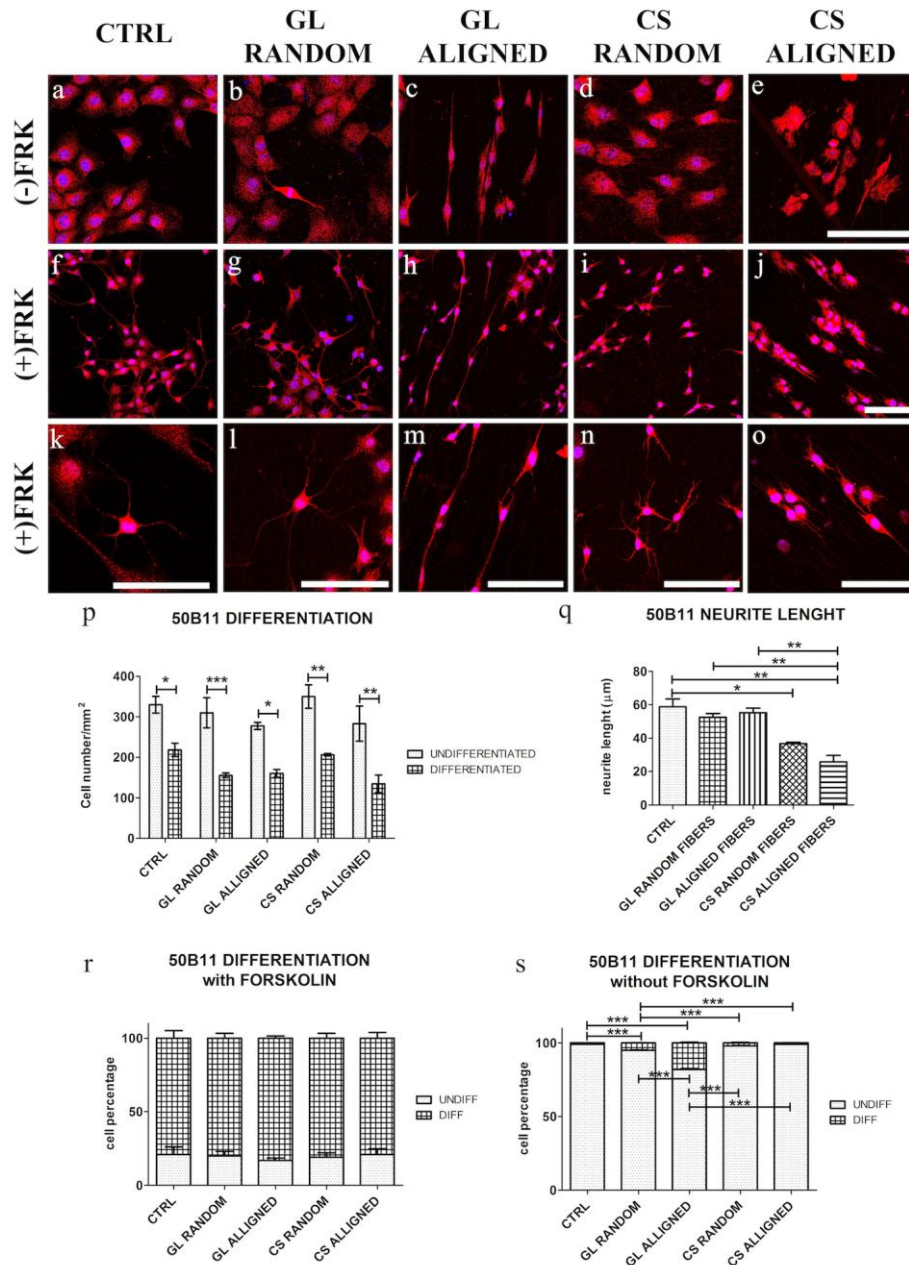 CTRL
GL RANDOM
GL ALIGNED
CS RANDOM
CS ALIGNED
(-)FRK
a b c d e
(+)FRK
f g h i j
(+)FRK
k l m n o
p
50B11 DIFFERENTIATION
Cell number/mm²
400
300
200
100
0
* *** * ** **
CTRL
GL RANDOM
GL ALLIGNED
CS RANDOM
CS ALLIGNED
UNDIFFERENTIATED
DIFFERENTIATED
q
50B11 NEURITE LENGHT
neurite lenght (µm)
80
60
40
20
0
**
**
**
*
CTRL
GL RANDOM FIBERS
GL ALIGNED FIBERS
CS RANDOM FIBERS
CS ALIGNED FIBERS
r
50B11 DIFFERENTIATION
with FORSKOLIN
cell percentage
100
50
0
CTRL
GL RANDOM
GL ALLIGNED
CS RANDOM
CS ALLIGNED
UNDIFF
DIFF
s
50B11 DIFFERENTIATION
without FORSKOLIN
cell percentage
100
50
0
***
***
***
***
***
***
***
CTRL
GL RANDOM
GL ALLIGNED
CS RANDOM
CS ALLIGNED
UNDIFF
DIFF